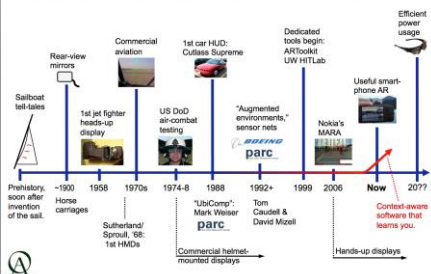 Efficient
power
usage
Rear-view
mirrors
Commercial
aviation
1st car HUD:
Cutlass Supreme
Dedicated
tools begin:
ARToolkit
UW HITLab
Sailboat
tell-tales
1st jet fighter
heads-up
display
US DoD
air-combat
testing
"Augmented
environments,"
sensor nets
BOEING
parc
Nokia's
MARA
Useful smart-
phone AR
Prehistory,
soon after
invention
of the sail.
~1900
1958
1970s
1974-8
1988
1992+
1999
2006
Now
20??
Horse
carriages
Sutherland/
Sproull, '68:
1st HMDs
"UbiComp":
Mark Weiser
parc
Tom
Caudell &
David Mizell
Context-aware
software that
learns you.
Commercial helmet-
mounted displays
Hands-up displays